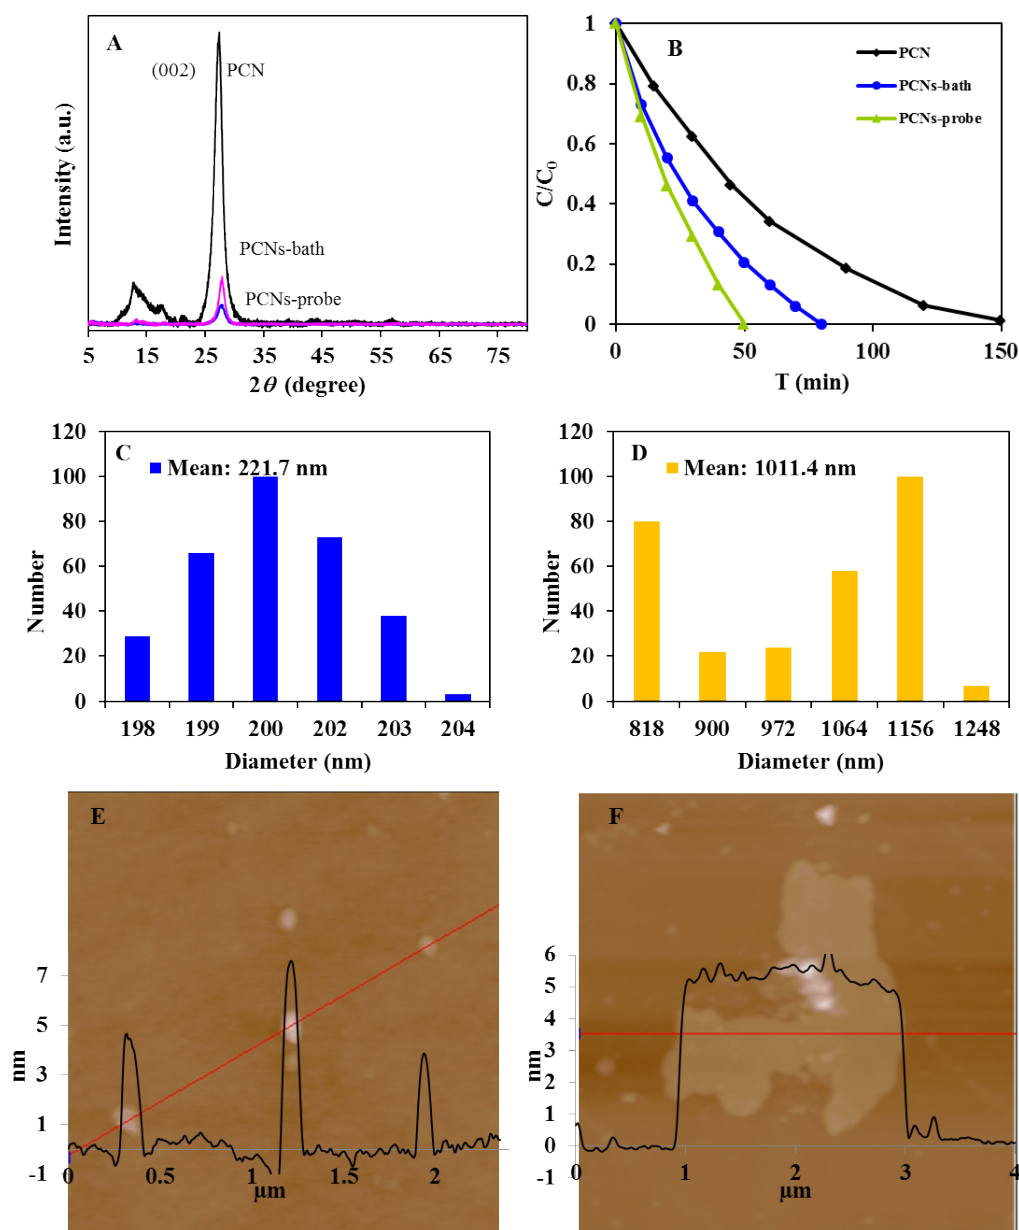 A
(002)
PCN
PCNs-bath
PCNs-probe
Intensity (a.u.)
5 15 25 35 45 55 65 75
2θ (degree)
B
PCN
PCNs-bath
PCNs-probe
C/C0
1
0.8
0.6
0.4
0.2
0
0 50 100 150
T (min)
C
Mean: 221.7 nm
Number
120
100
80
60
40
20
0
198 199 200 202 203 204
Diameter (nm)
D
Mean: 1011.4 nm
Number
120
100
80
60
40
20
0
818 900 972 1064 1156 1248
Diameter (nm)
E
nm
7
5
3
1
-1
0 0.5 1 1.5 2
µm
F
nm
6
5
4
3
2
1
0
-1
0 1 2 3 4
µm